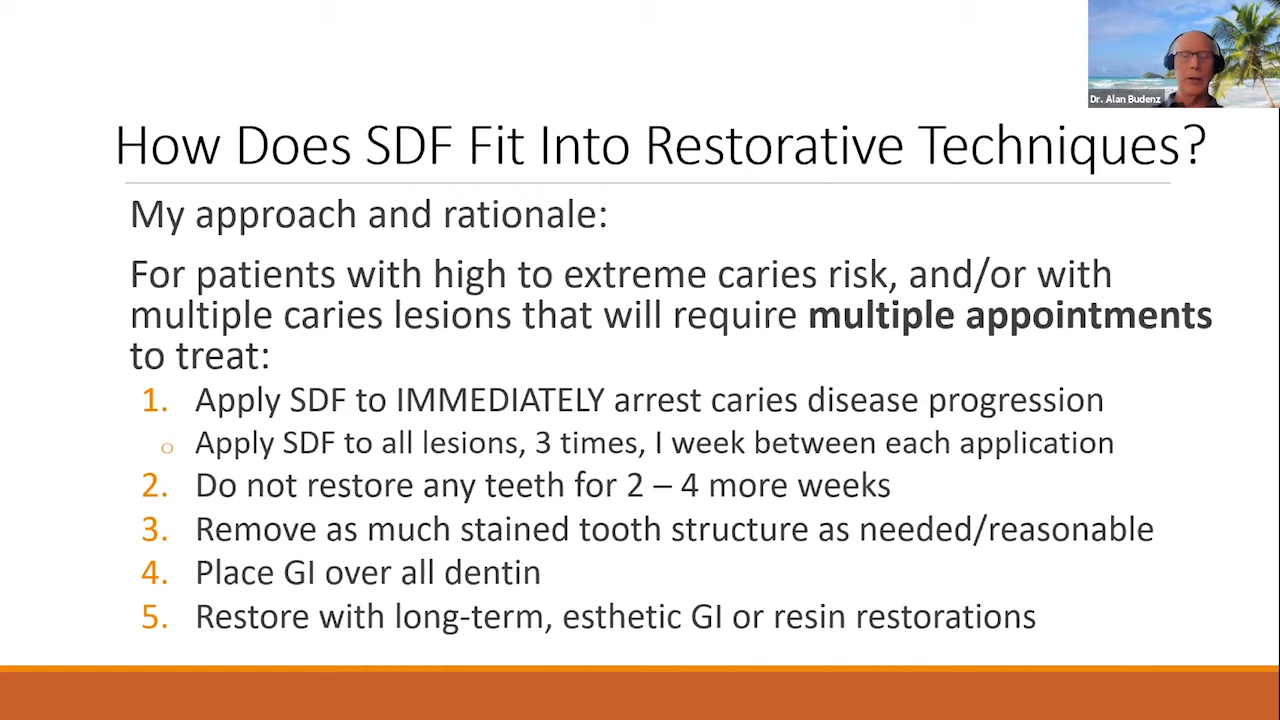 Dr. Alan Budenz
How Does SDF Fit Into Restorative Techniques?
My approach and rationale:
For patients with high to extreme caries risk, and/or with
multiple caries lesions that will require multiple appointments
to treat:
1. Apply SDF to IMMEDIATELY arrest caries disease progression
○ Apply SDF to all lesions, 3 times, I week between each application
2. Do not restore any teeth for 2 – 4 more weeks
3. Remove as much stained tooth structure as needed/reasonable
4. Place GI over all dentin
5. Restore with long-term, esthetic GI or resin restorations